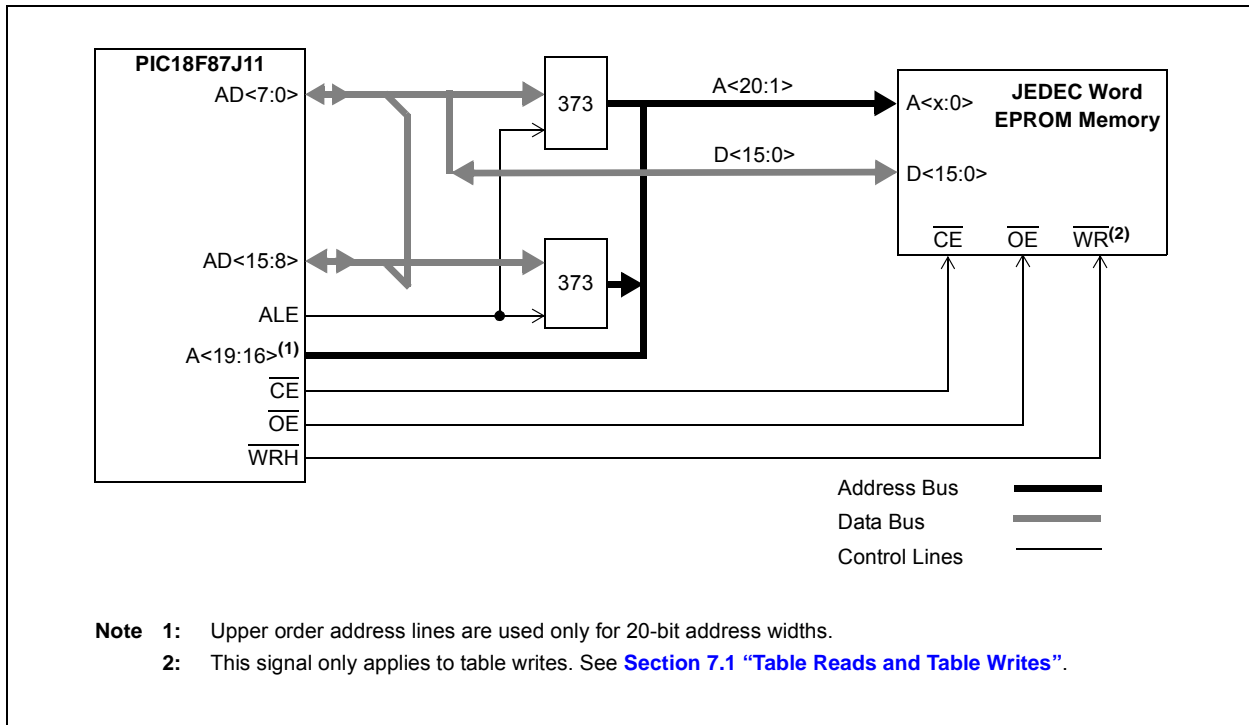 PIC18F87J11
AD<7:0>
373
A<20:1>
A<x:0>
JEDEC Word
EPROM Memory
D<15:0>
D<15:0>
CE
OE
WR(2)
AD<15:8>
373
ALE
A<19:16>(1)
CE
OE
WRH
Address Bus
Data Bus
Control Lines
Note 1: Upper order address lines are used only for 20-bit address widths.
2: This signal only applies to table writes. See Section 7.1 “Table Reads and Table Writes”.